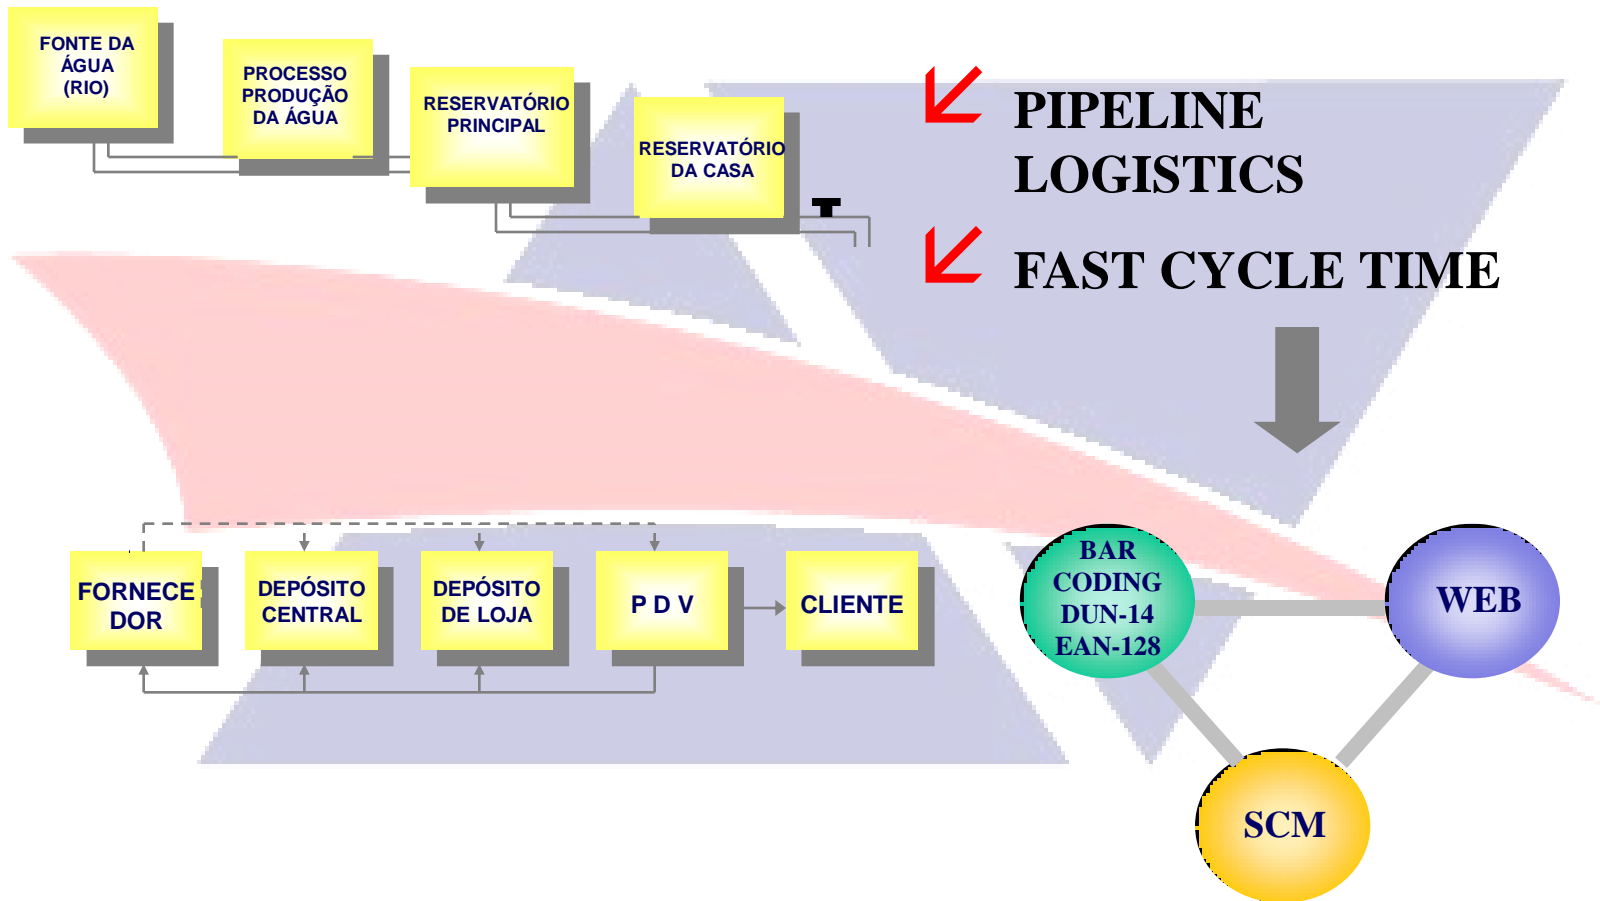 FONTE DA
ÁGUA
(RIO)
PROCESSO
PRODUÇÃO
DA ÁGUA
RESERVATÓRIO
PRINCIPAL
RESERVATÓRIO
DA CASA
PIPELINE
LOGISTICS
FAST CYCLE TIME
FORNECE
DOR
DEPÓSITO
CENTRAL
DEPÓSITO
DE LOJA
P D V
CLIENTE
BAR
CODING
DUN-14
EAN-128
WEB
SCM